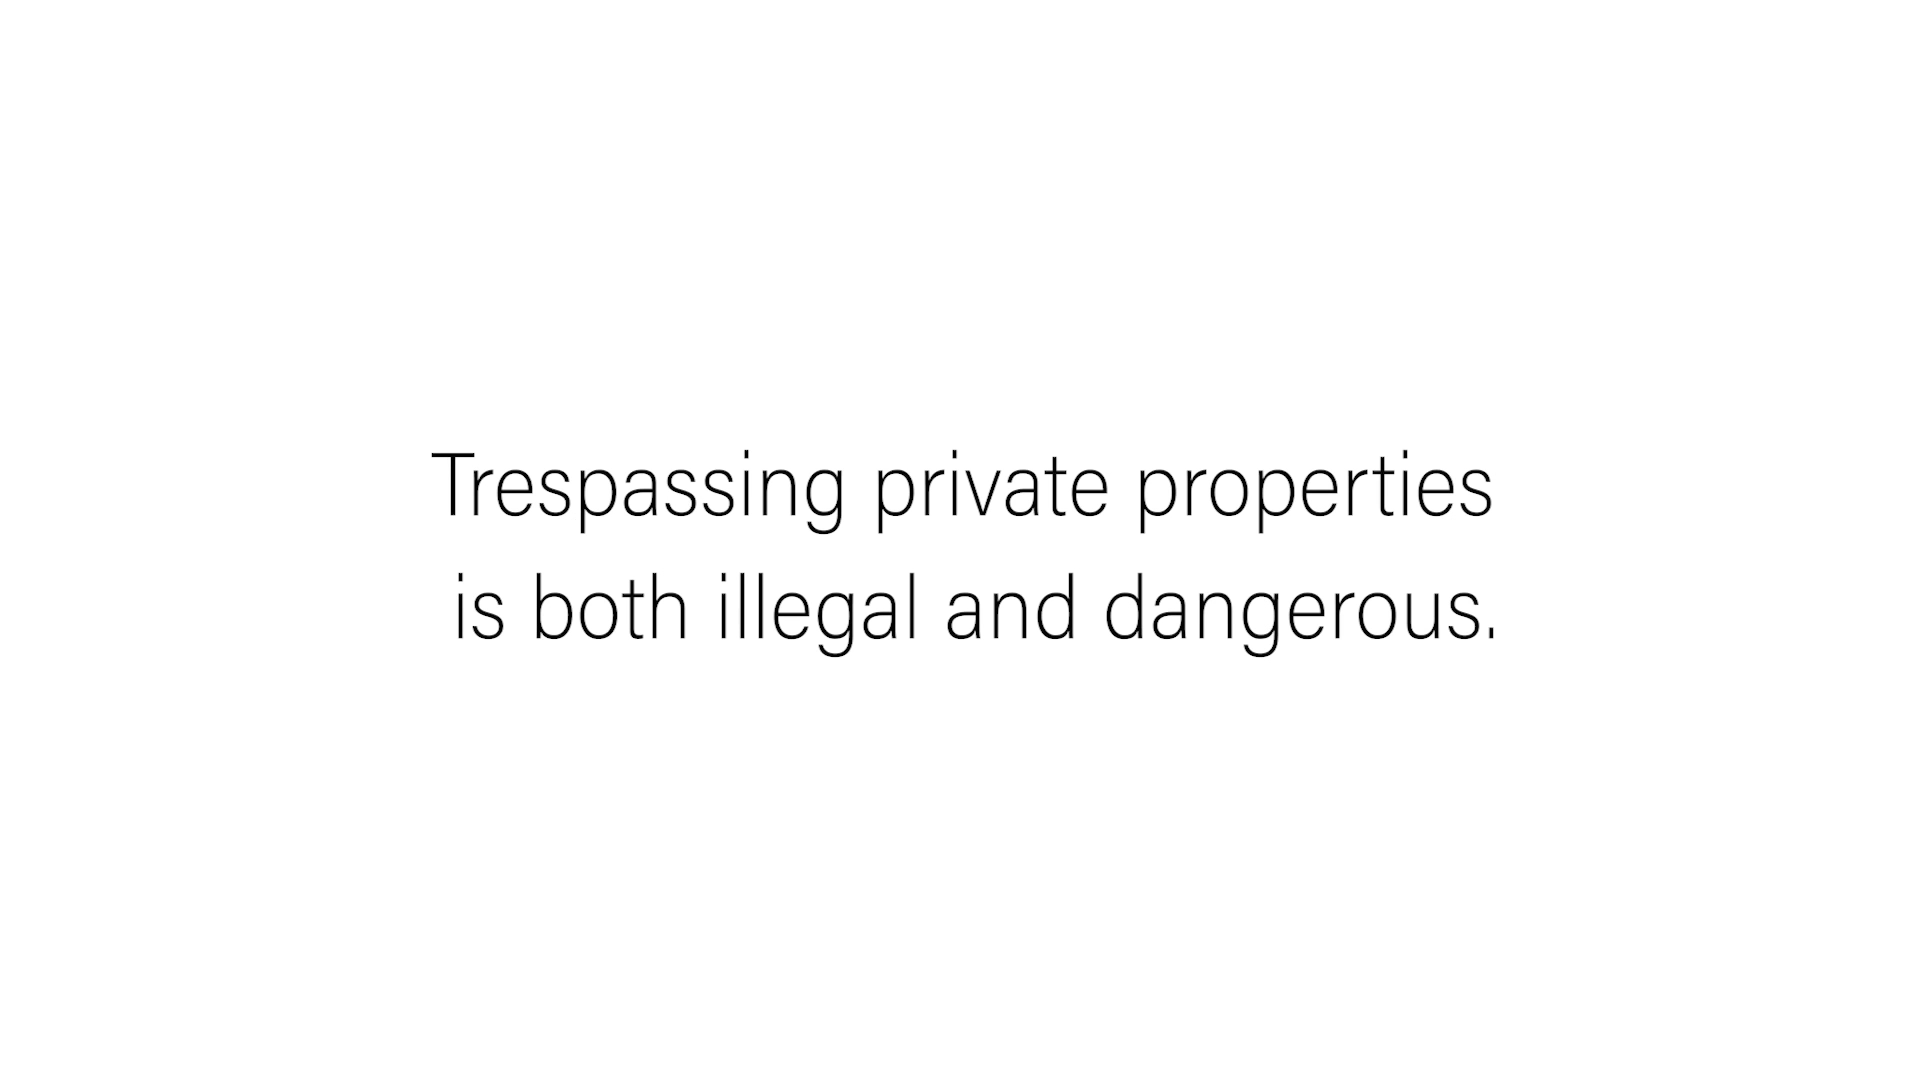 Trespassing private properties
is both illegal and dangerous.